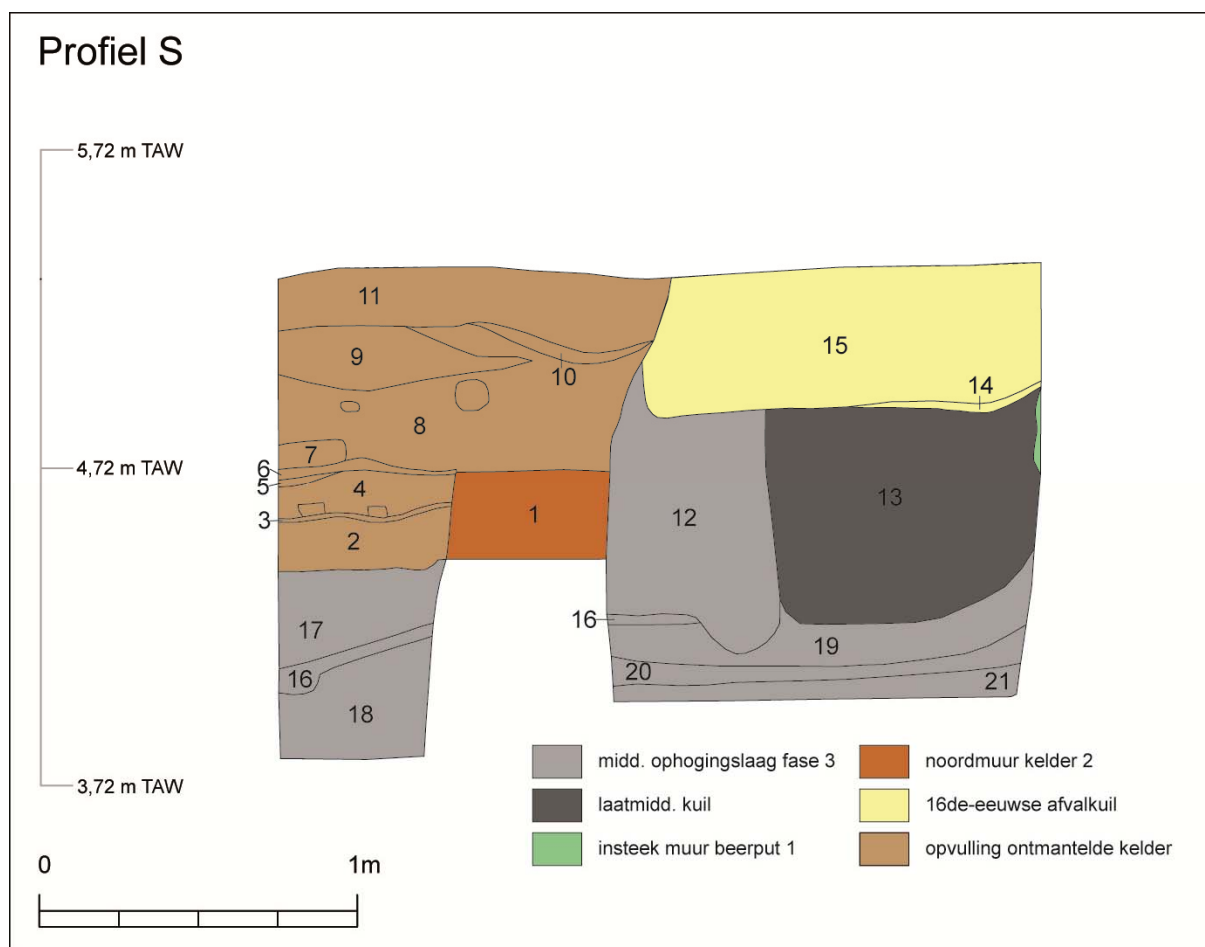 Profiel S
5,72 m TAW
11
15
9
10
14
8
7
6
4,72 m TAW
5
4
13
3
1
12
2
16
17
19
16
20
21
18
midd. ophogingslaag fase 3
noordmuur kelder 2
3,72 m TAW
laatmidd. kuil
16de-eeuwse afvalkuil
insteek muur beerput 1
opvulling ontmantelde kelder
0
1m